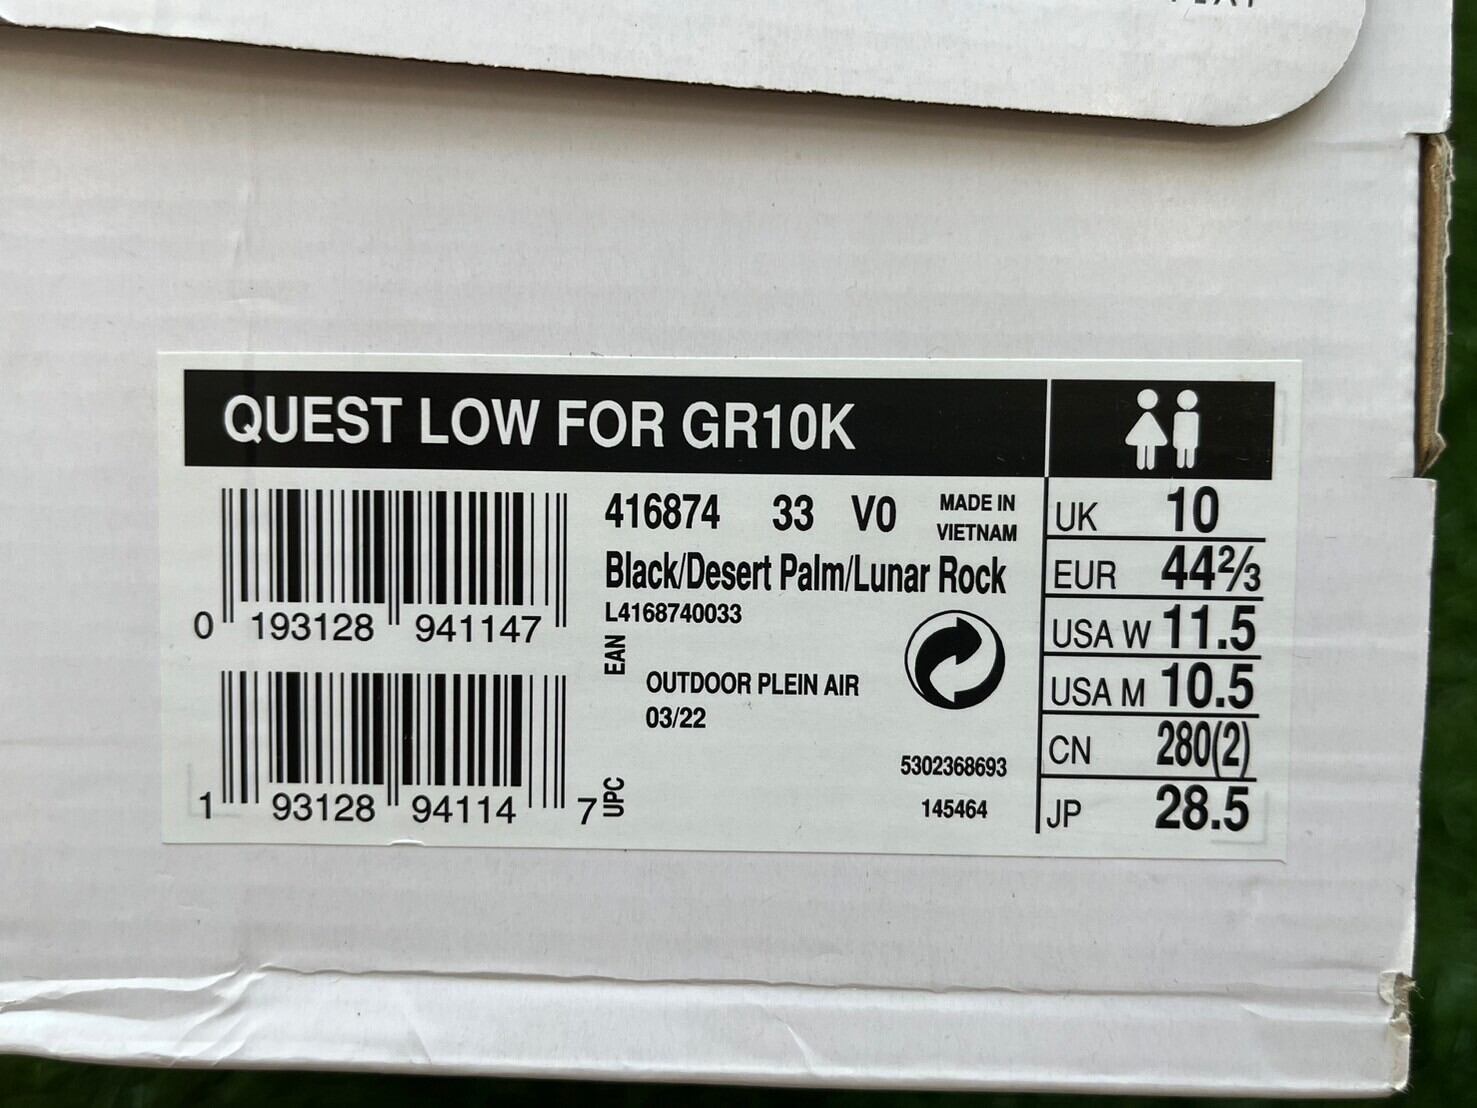 QUEST LOW FOR GR10K
416874 33 V0 MADE IN
VIETNAM
Black/Desert Palm/Lunar Rock
L4168740033
0 193128 941147
EAN
OUTDOOR PLEIN AIR
03/22
5302368693
145464
1 93128 94114 7
UPC
UK 10
EUR 44⅔
USA W 11.5
USA M 10.5
CN 280(2)
JP 28.5